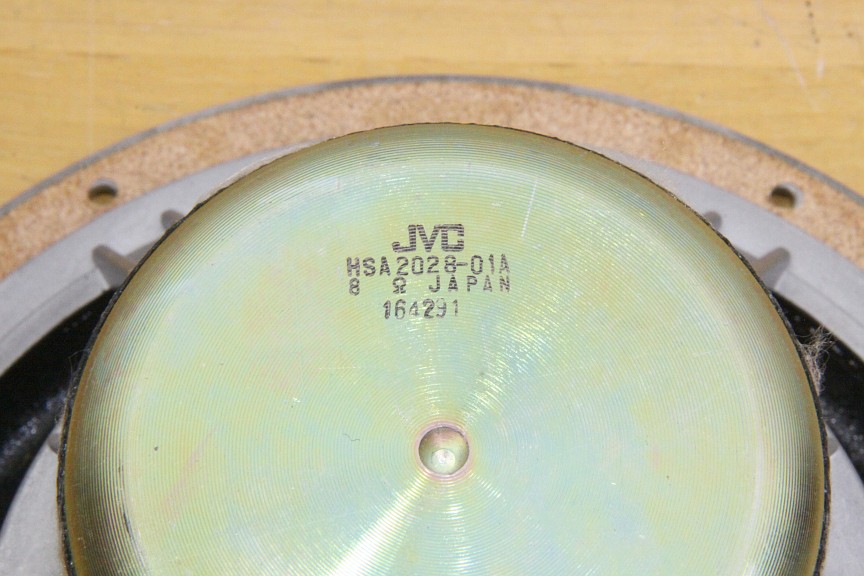 JVC
HSA2028-01A
8 Ω JAPAN
164291